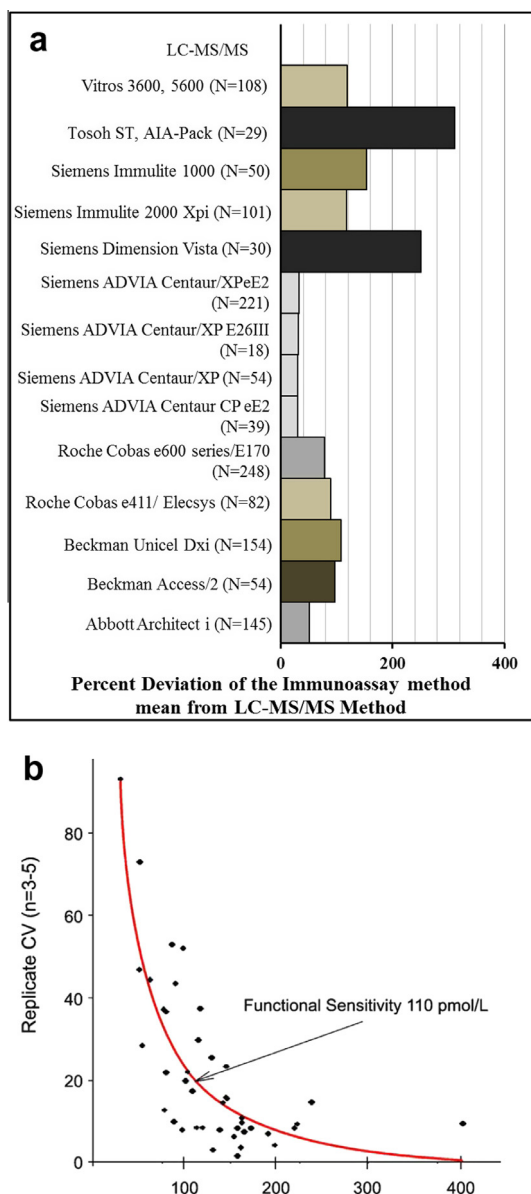 a
LC-MS/MS
Vitros 3600, 5600 (N=108)
Tosoh ST, AIA-Pack (N=29)
Siemens Immulite 1000 (N=50)
Siemens Immulite 2000 Xpi (N=101)
Siemens Dimension Vista (N=30)
Siemens ADVIA Centaur/XPeE2
(N=221)
Siemens ADVIA Centaur/XP E26III
(N=18)
Siemens ADVIA Centaur/XP (N=54)
Siemens ADVIA Centaur CP eE2
(N=39)
Roche Cobas e600 series/E170
(N=248)
Roche Cobas e411/ Elecsys (N=82)
Beckman Unicel Dxi (N=154)
Beckman Access/2 (N=54)
Abbott Architect i (N=145)
0 200 400
Percent Deviation of the Immunoassay method
mean from LC-MS/MS Method
b
Replicate CV (n=3-5)
80
60
40
20
0
Functional Sensitivity 110 pmol/L
100 200 300 400